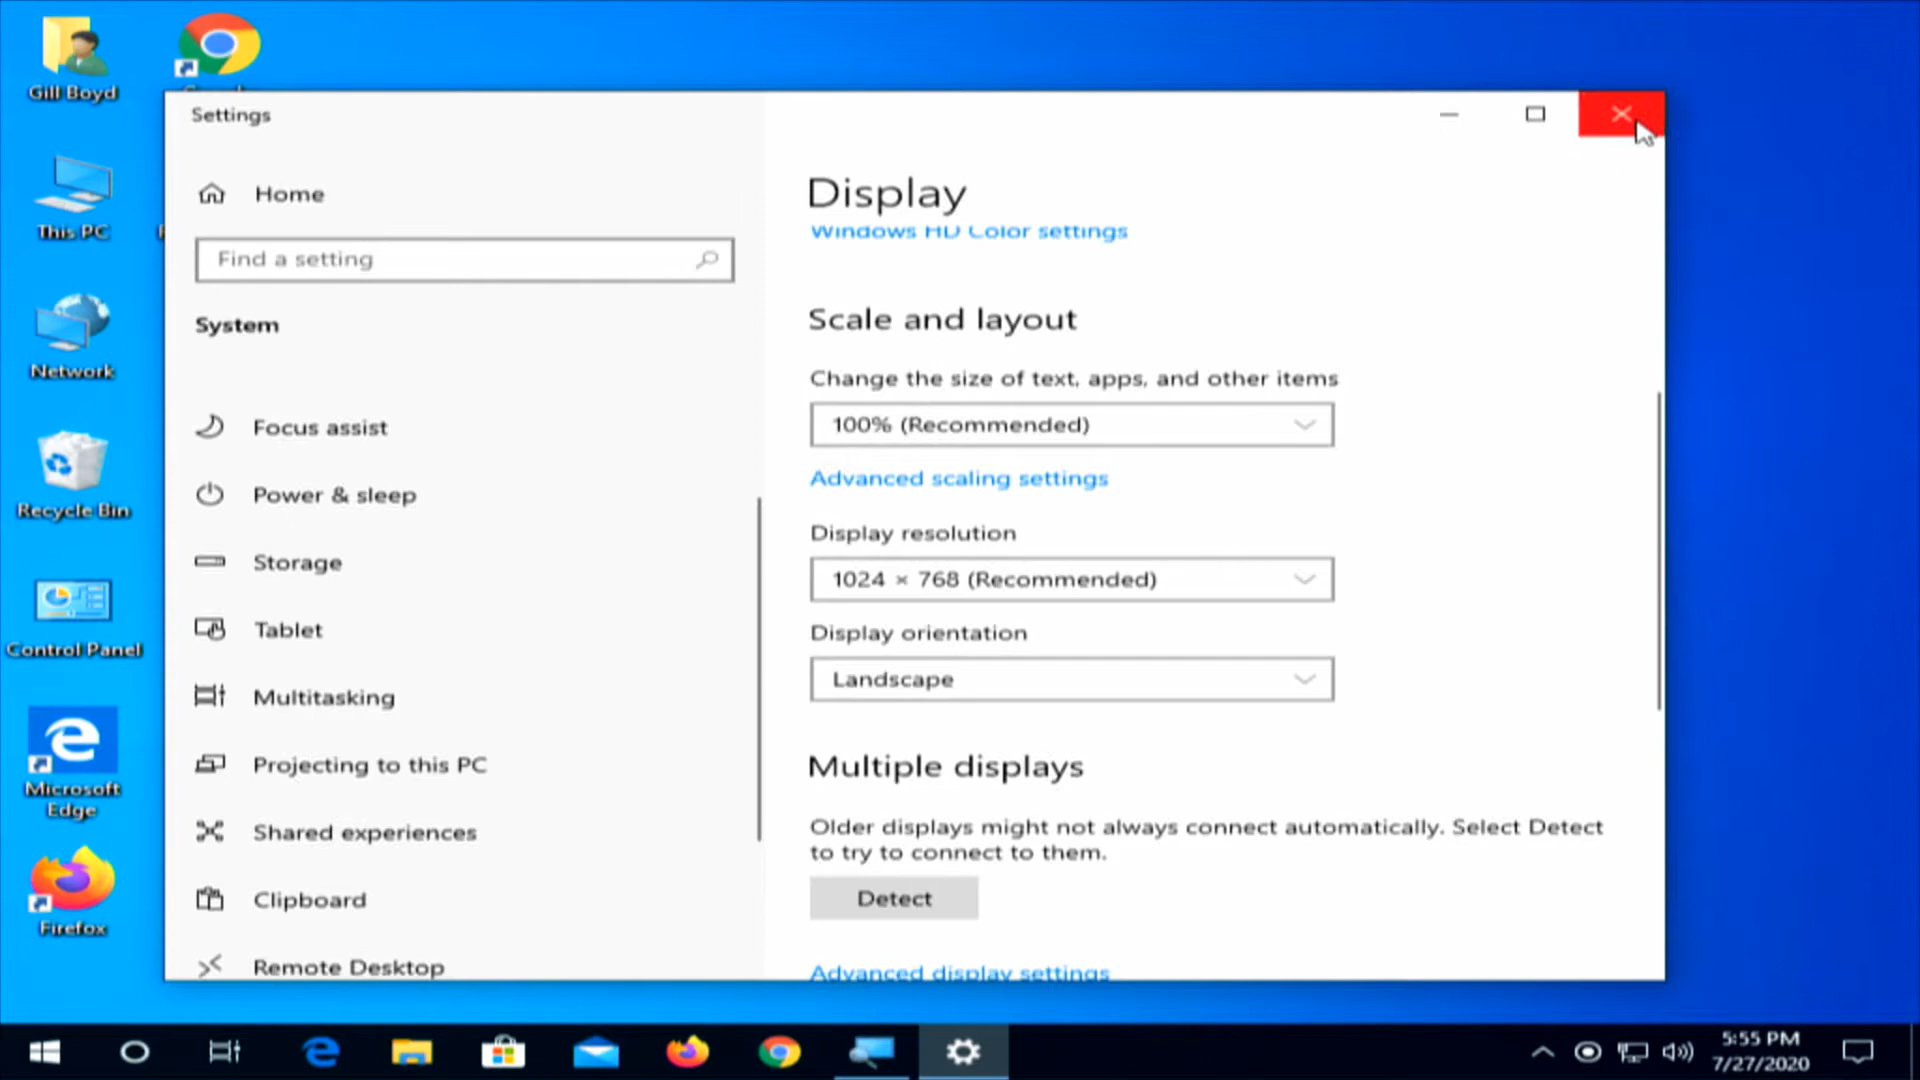 Gill Boyd
This PC
Network
Recycle Bin
Control Panel
Microsoft
Edge
Firefox
Settings
Home
Find a setting
System
Focus assist
Power & sleep
Storage
Tablet
Multitasking
Projecting to this PC
Shared experiences
Clipboard
Remote Desktop
Display
Windows HD Color settings
Scale and layout
Change the size of text, apps, and other items
100% (Recommended)
Advanced scaling settings
Display resolution
1024 × 768 (Recommended)
Display orientation
Landscape
Multiple displays
Older displays might not always connect automatically. Select Detect
to try to connect to them.
Detect
Advanced display settings
5:55 PM
7/27/2020